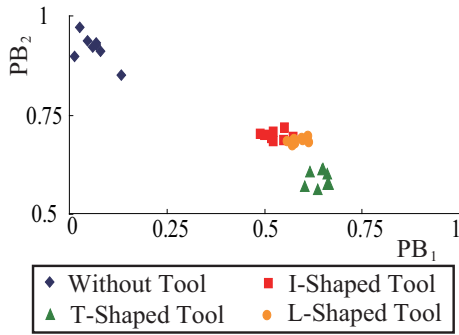 1
PB2
0.75
0.5
0 0.25 0.5 0.75 1
PB1
Without Tool I-Shaped Tool
T-Shaped Tool L-Shaped Tool